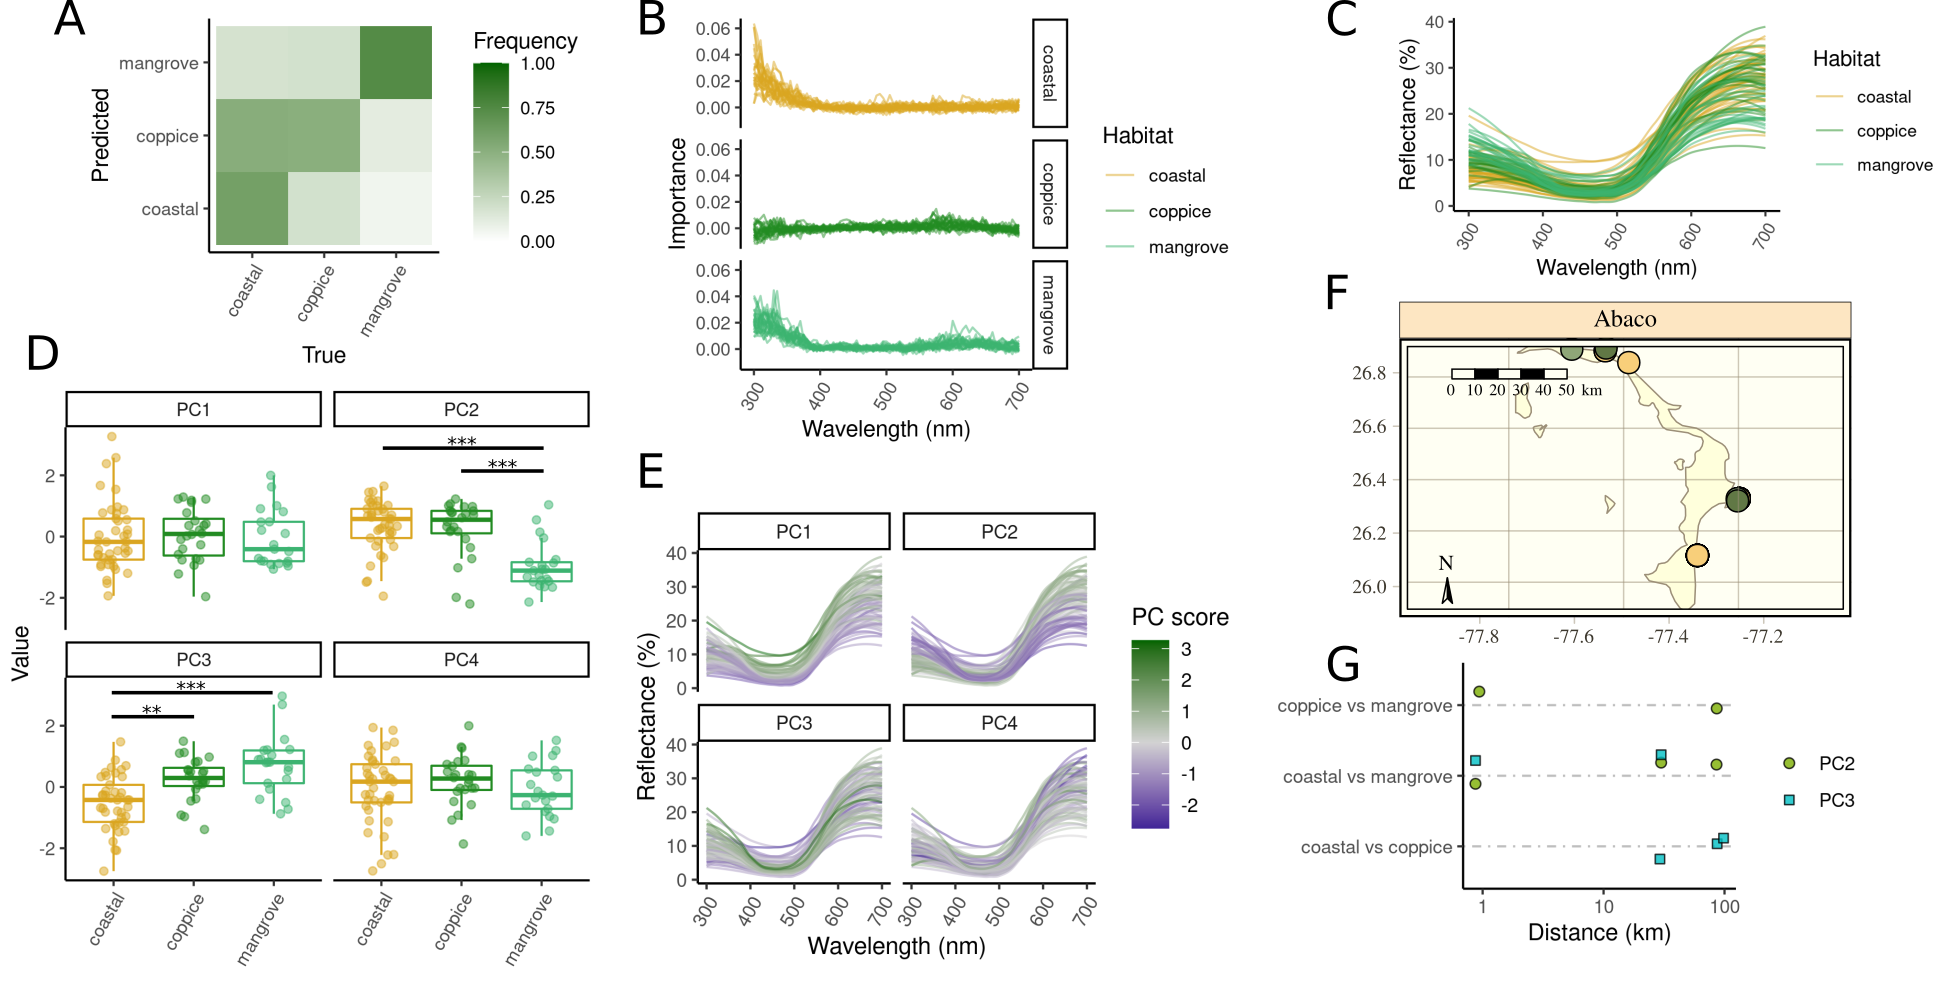 A
mangrove
coppice
coastal
Predicted
coastal
coppice
mangrove
True
Frequency
1.00
0.75
0.50
0.25
0.00
B
0.06
0.04
0.02
0.00
coastal
0.06
0.04
0.02
0.00
coppice
0.06
0.04
0.02
0.00
mangrove
Importance
300
400
500
600
700
Wavelength (nm)
Habitat
coastal
coppice
mangrove
C
40
30
20
10
0
Reflectance (%)
300
400
500
600
700
Wavelength (nm)
Habitat
coastal
coppice
mangrove
D
PC1
PC2
2
0
-2
***
***
PC3
PC4
2
0
-2
***
**
Value
coastal
coppice
mangrove
coastal
coppice
mangrove
E
PC1
PC2
40
30
20
10
0
PC3
PC4
40
30
20
10
0
Reflectance (%)
300
400
500
600
700
300
400
500
600
700
Wavelength (nm)
PC score
3
2
1
0
-1
-2
F
Abaco
26.8
26.6
26.4
26.2
26.0
0 10 20 30 40 50 km
N
-77.8
-77.6
-77.4
-77.2
G
coppice vs mangrove
coastal vs mangrove
coastal vs coppice
1
10
100
Distance (km)
PC2
PC3